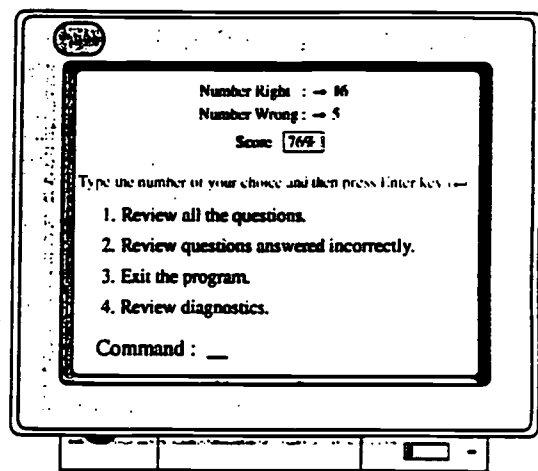 Number Right : → 16
Number Wrong : → 5
Score 76%
Type the number of your choice and then press Enter key
1. Review all the questions.
2. Review questions answered incorrectly.
3. Exit the program.
4. Review diagnostics.
Command : __